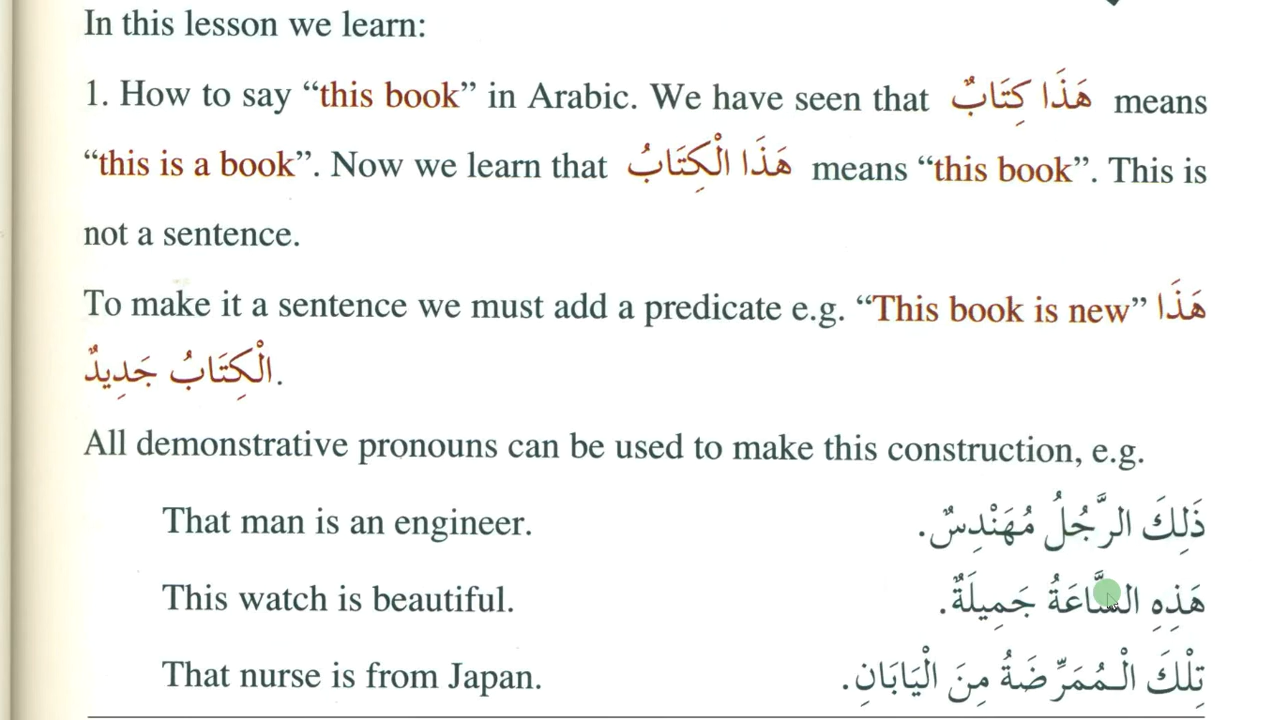 In this lesson we learn:
1. How to say “this book” in Arabic. We have seen that هَذَا كِتَابٌ means
“this is a book”. Now we learn that هَذَا الْكِتَابُ means “this book”. This is
not a sentence.
To make it a sentence we must add a predicate e.g. “This book is new” هَذَا
الْكِتَابُ جَدِيدٌ.
All demonstrative pronouns can be used to make this construction, e.g.
That man is an engineer. ذَلِكَ الرَّجُلُ مُهَنْدِسٌ.
This watch is beautiful. هَذِهِ السَّاعَةُ جَمِيلَةٌ.
That nurse is from Japan. تِلْكَ الْمُمَرِّضَةُ مِنَ الْيَابَانِ.